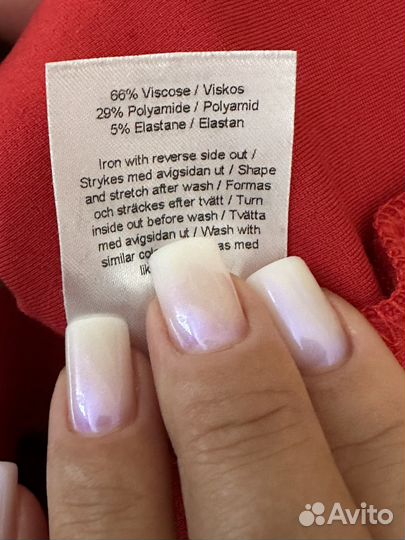 66% Viscose / Viskos
29% Polyamide / Polyamid
5% Elastane / Elastan
Iron with reverse side out /
Strykes med avigsidan ut / Shape
and stretch after wash / Formas
och sträckes efter tvätt / Turn
inside out before wash / Tvätta
med avigsidan ut / Wash with
similar med
Avito